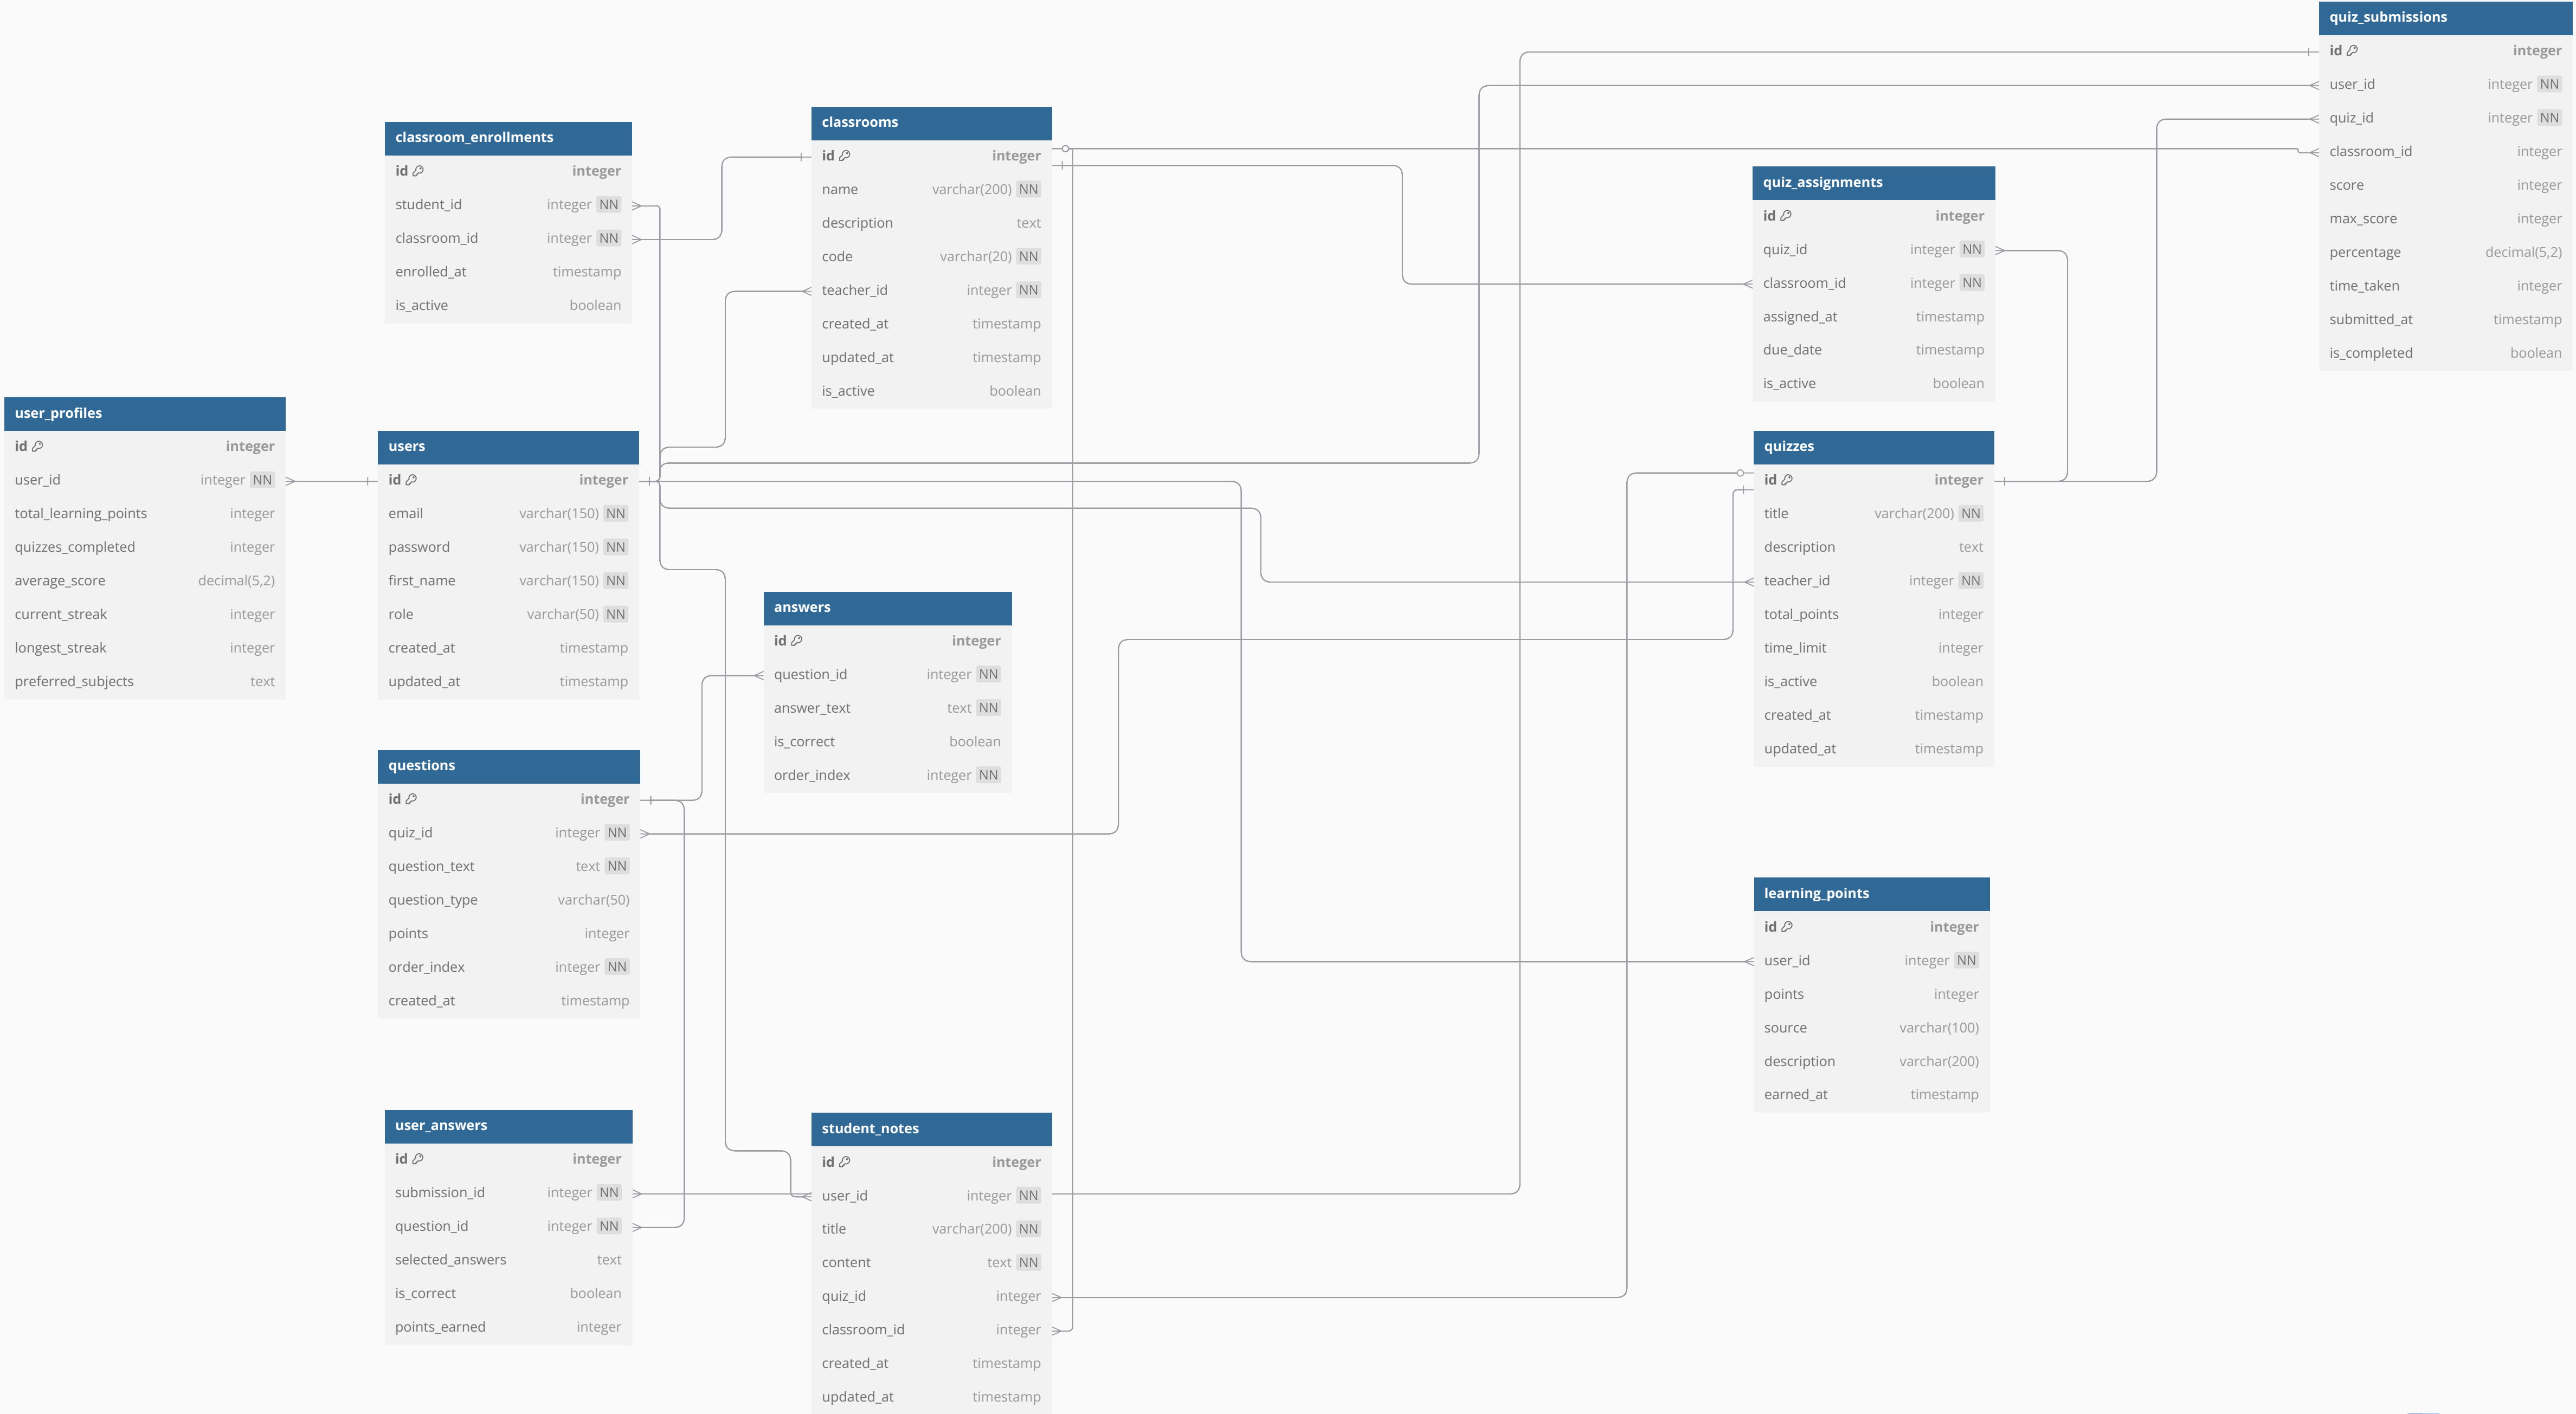 quiz_submissions
id integer
user_id integer NN
quiz_id integer NN
classroom_id integer
score integer
max_score integer
percentage decimal(5,2)
time_taken integer
submitted_at timestamp
is_completed boolean
classrooms
id integer
name varchar(200) NN
description text
code varchar(20) NN
teacher_id integer NN
created_at timestamp
updated_at timestamp
is_active boolean
classroom_enrollments
id integer
student_id integer NN
classroom_id integer NN
enrolled_at timestamp
is_active boolean
quiz_assignments
id integer
quiz_id integer NN
classroom_id integer NN
assigned_at timestamp
due_date timestamp
is_active boolean
user_profiles
id integer
user_id integer NN
total_learning_points integer
quizzes_completed integer
average_score decimal(5,2)
current_streak integer
longest_streak integer
preferred_subjects text
users
id integer
email varchar(150) NN
password varchar(150) NN
first_name varchar(150) NN
role varchar(50) NN
created_at timestamp
updated_at timestamp
quizzes
id integer
title varchar(200) NN
description text
teacher_id integer NN
total_points integer
time_limit integer
is_active boolean
created_at timestamp
updated_at timestamp
answers
id integer
question_id integer NN
answer_text text NN
is_correct boolean
order_index integer NN
questions
id integer
quiz_id integer NN
question_text text NN
question_type varchar(50)
points integer
order_index integer NN
created_at timestamp
learning_points
id integer
user_id integer NN
points integer
source varchar(100)
description varchar(200)
earned_at timestamp
user_answers
id integer
submission_id integer NN
question_id integer NN
selected_answers text
is_correct boolean
points_earned integer
student_notes
id integer
user_id integer NN
title varchar(200) NN
content text NN
quiz_id integer
classroom_id integer
created_at timestamp
updated_at timestamp